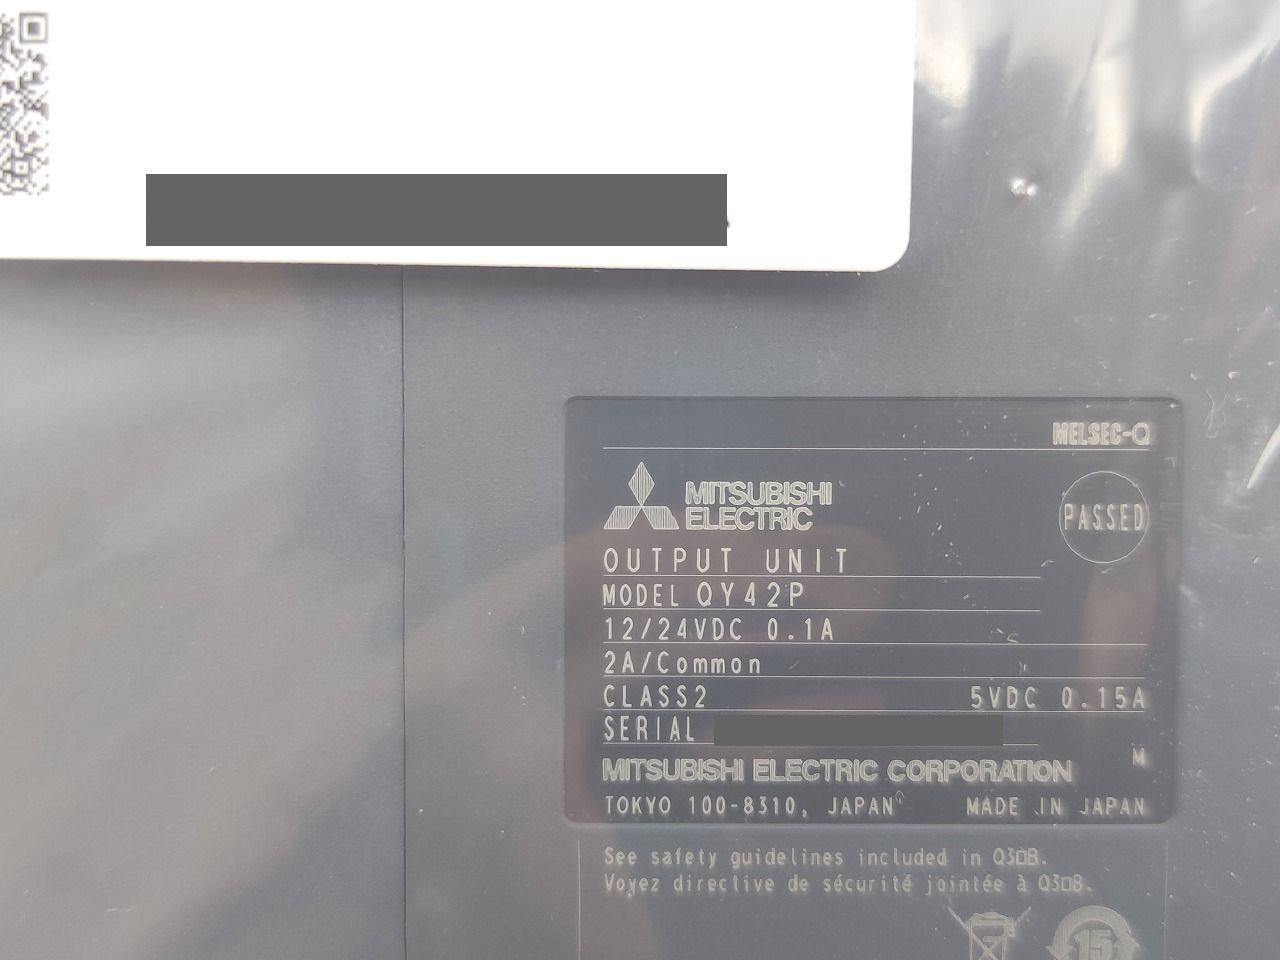 MELSEC-Q
MITSUBISHI
ELECTRIC
PASSED
OUTPUT UNIT
MODEL QY42P
12/24VDC 0.1A
2A/Common
CLASS2 5VDC 0.15A
SERIAL
M
MITSUBISHI ELECTRIC CORPORATION
TOKYO 100-8310, JAPAN MADE IN JAPAN
See safety guidelines included in Q3□B.
Voyez directive de sécurité jointée à Q3□B.
15